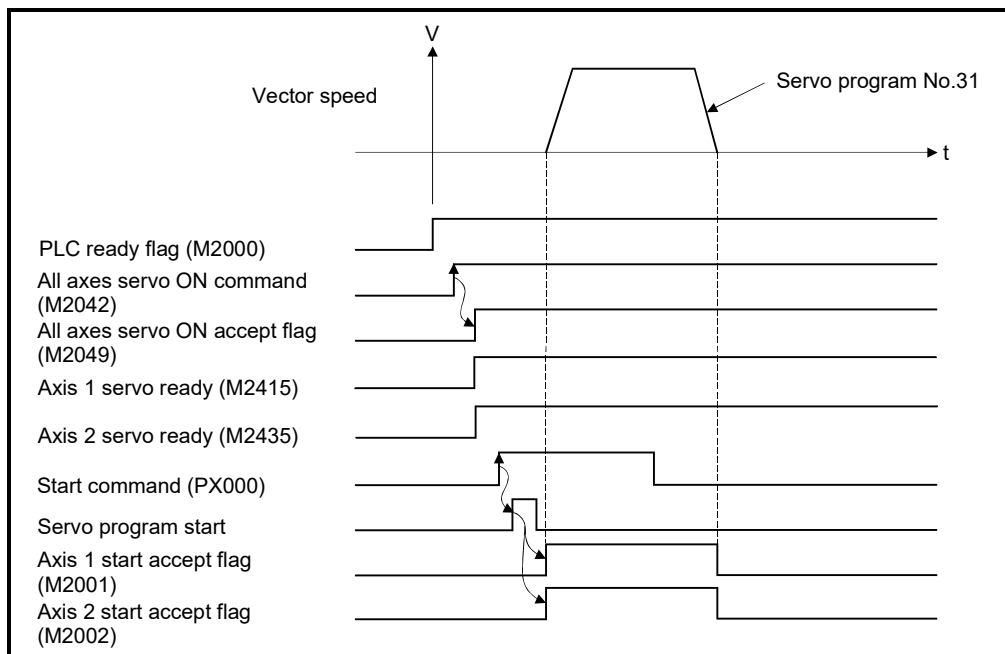 V
Vector speed
Servo program No.31
t
PLC ready flag (M2000)
All axes servo ON command
(M2042)
All axes servo ON accept flag
(M2049)
Axis 1 servo ready (M2415)
Axis 2 servo ready (M2435)
Start command (PX000)
Servo program start
Axis 1 start accept flag
(M2001)
Axis 2 start accept flag
(M2002)